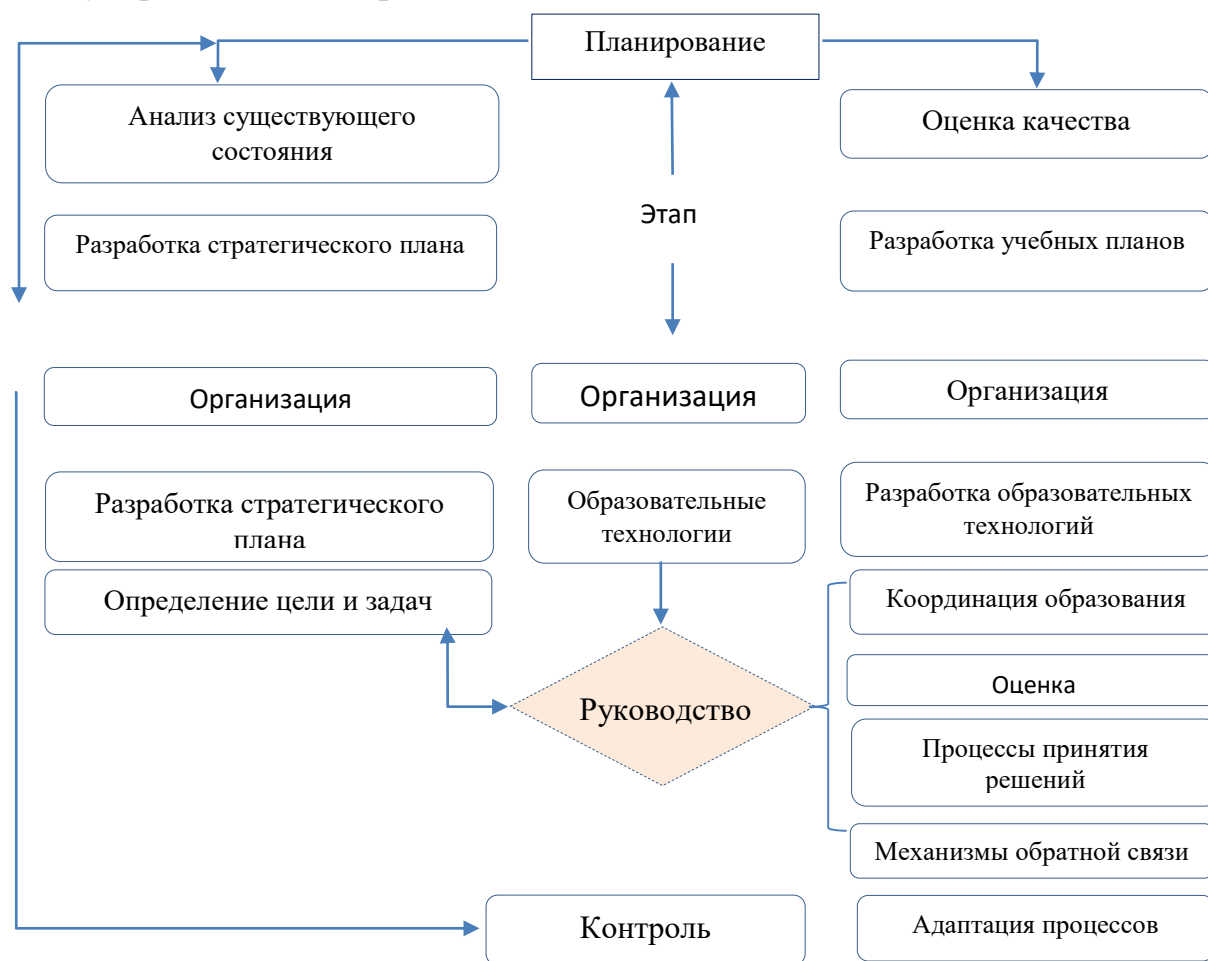 Планирование
Анализ существующего
состояния
Оценка качества
Этап
Разработка стратегического плана
Разработка учебных планов
Организация
Организация
Организация
Разработка стратегического
плана
Образовательные
технологии
Разработка образовательных
технологий
Определение цели и задач
Координация образования
Руководство
Оценка
Процессы принятия
решений
Механизмы обратной связи
Контроль
Адаптация процессов